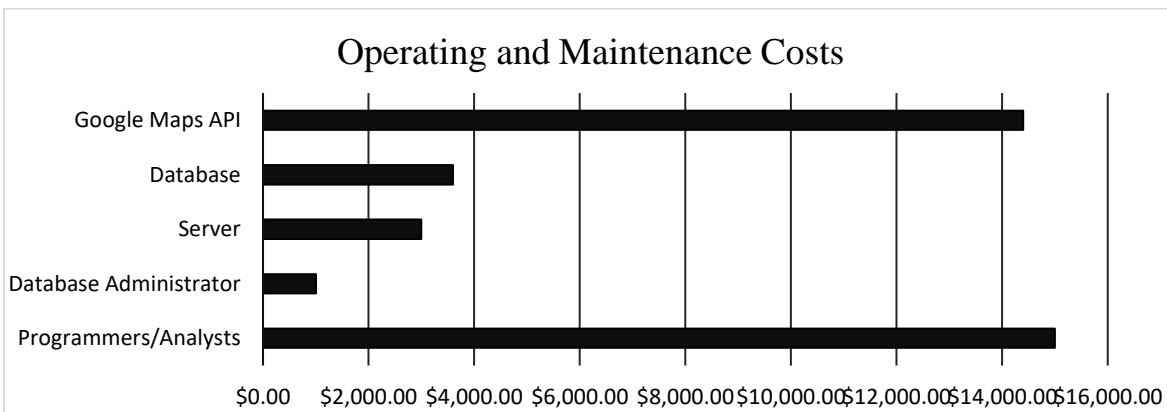 Operating and Maintenance Costs
Google Maps API
Database
Server
Database Administrator
Programmers/Analysts
$0.00 $2,000.00 $4,000.00 $6,000.00 $8,000.00 $10,000.00 $12,000.00 $14,000.00 $16,000.00